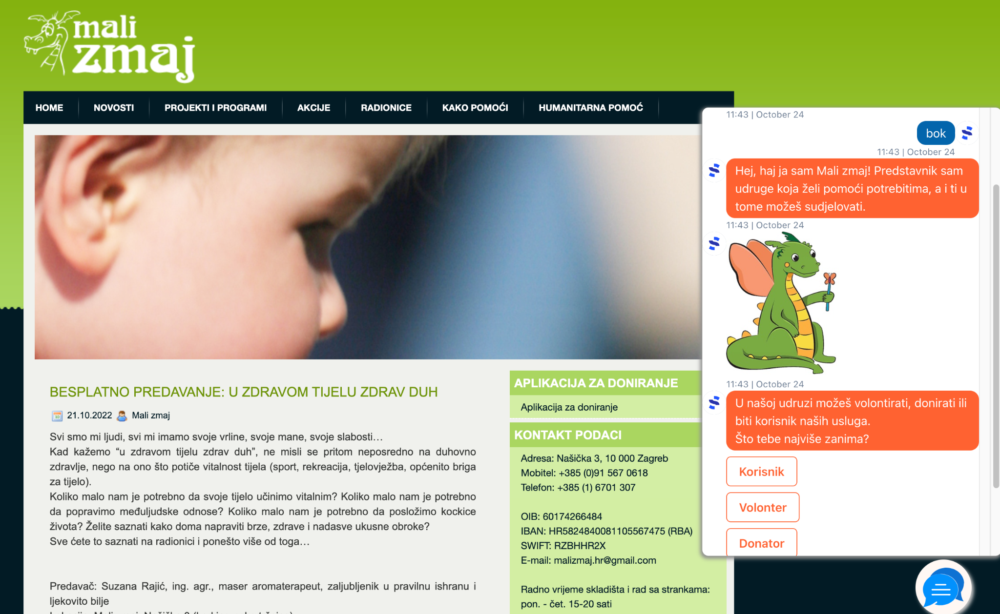 mali
zmaj
HOME
NOVOSTI
PROJEKTI I PROGRAMI
AKCIJE
RADIONICE
KAKO POMOĆI
HUMANITARNA POMOĆ
BESPLATNO PREDAVANJE: U ZDRAVOM TIJELU ZDRAV DUH
21.10.2022 Mali zmaj
Svi smo mi ljudi, svi mi imamo svoje vrline, svoje mane, svoje slabosti…
Kad kažemo “u zdravom tijelu zdrav duh”, ne misli se pritom neposredno na duhovno
zdravlje, nego na ono što potiče vitalnost tijela (sport, rekreacija, tjelovježba, općenito briga
za tijelo).
Koliko malo nam je potrebno da svoje tijelo učinimo vitalnim? Koliko malo nam je potrebno
da popravimo međuljudske odnose? Koliko malo nam je potrebno da posložimo kockice
života? Želite saznati kako doma napraviti brze, zdrave i nadasve ukusne obroke?
Sve ćete to saznati na radionici i ponešto više od toga…
Predavač: Suzana Rajić, ing. agr., maser aromaterapeut, zaljubljenik u pravilnu ishranu i
ljekovito bilje
APLIKACIJA ZA DONIRANJE
Aplikacija za doniranje
KONTAKT PODACI
Adresa: Našička 3, 10 000 Zagreb
Mobitel: +385 (0)91 567 0618
Telefon: +385 (1) 6701 307
OIB: 60174266484
IBAN: HR5824840081105567475 (RBA)
SWIFT: RZBHHR2X
E-mail: malizmaj.hr@gmail.com
Radno vrijeme skladišta i rad sa strankama:
pon. - čet. 15-20 sati
11:43 | October 24
bok
11:43 | October 24
Hej, haj ja sam Mali zmaj! Predstavnik sam
udruge koja želi pomoći potrebitima, a i ti u
tome možeš sudjelovati.
11:43 | October 24
11:43 | October 24
U našoj udruzi možeš volontirati, donirati ili
biti korisnik naših usluga.
Što tebe najviše zanima?
Korisnik
Volonter
Donator